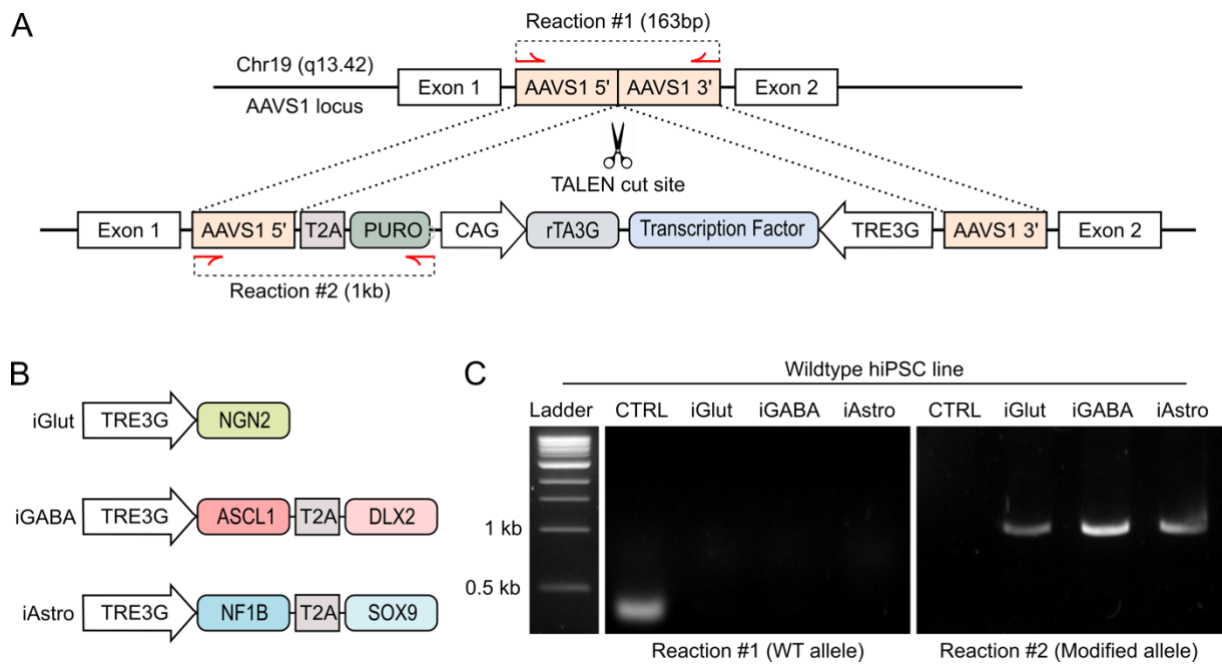 A
Reaction #1 (163bp)
Chr19 (q13.42)
AAVS1 locus
Exon 1
AAVS1 5'
AAVS1 3'
Exon 2
TALEN cut site
Exon 1
AAVS1 5'
T2A
PURO
CAG
rTA3G
Transcription Factor
TRE3G
AAVS1 3'
Exon 2
Reaction #2 (1kb)
B
iGlut
TRE3G
NGN2
iGABA
TRE3G
ASCL1
T2A
DLX2
iAstro
TRE3G
NF1B
T2A
SOX9
C
Wildtype hiPSC line
Ladder
CTRL
iGlut
iGABA
iAstro
CTRL
iGlut
iGABA
iAstro
1 kb
0.5 kb
Reaction #1 (WT allele)
Reaction #2 (Modified allele)